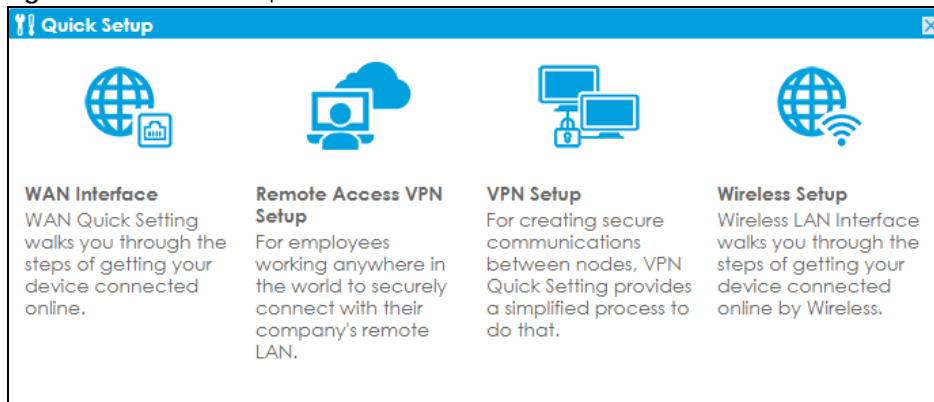 Quick Setup
WAN Interface
WAN Quick Setting
walks you through the
steps of getting your
device connected
online.
Remote Access VPN
Setup
For employees
working anywhere in
the world to securely
connect with their
company's remote
LAN.
VPN Setup
For creating secure
communications
between nodes, VPN
Quick Setting provides
a simplified process to
do that.
Wireless Setup
Wireless LAN Interface
walks you through the
steps of getting your
device connected
online by Wireless.